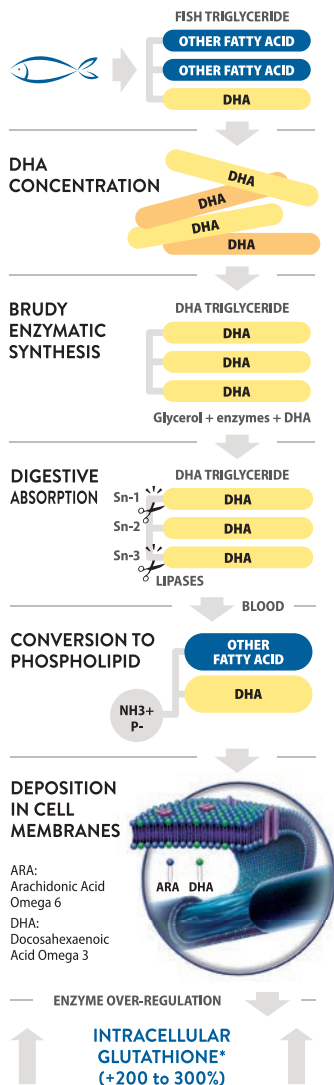 FISH TRIGLYCERIDE
OTHER FATTY ACID
OTHER FATTY ACID
DHA
DHA
CONCENTRATION
DHA
DHA
DHA
DHA
BRUDY
ENZYMATIC
SYNTHESIS
DHA TRIGLYCERIDE
DHA
DHA
DHA
Glycerol + enzymes + DHA
DIGESTIVE
ABSORPTION
DHA TRIGLYCERIDE
Sn-1
DHA
Sn-2
DHA
Sn-3
DHA
LIPASES
BLOOD
CONVERSION TO
PHOSPHOLIPID
OTHER
FATTY ACID
DHA
NH3+
P-
DEPOSITION
IN CELL
MEMBRANES
ARA:
Arachidonic Acid
Omega 6
DHA:
Docosahexaenoic
Acid Omega 3
ARA DHA
ENZYME OVER-REGULATION
INTRACELLULAR
GLUTATHIONE*
(+200 to 300%)